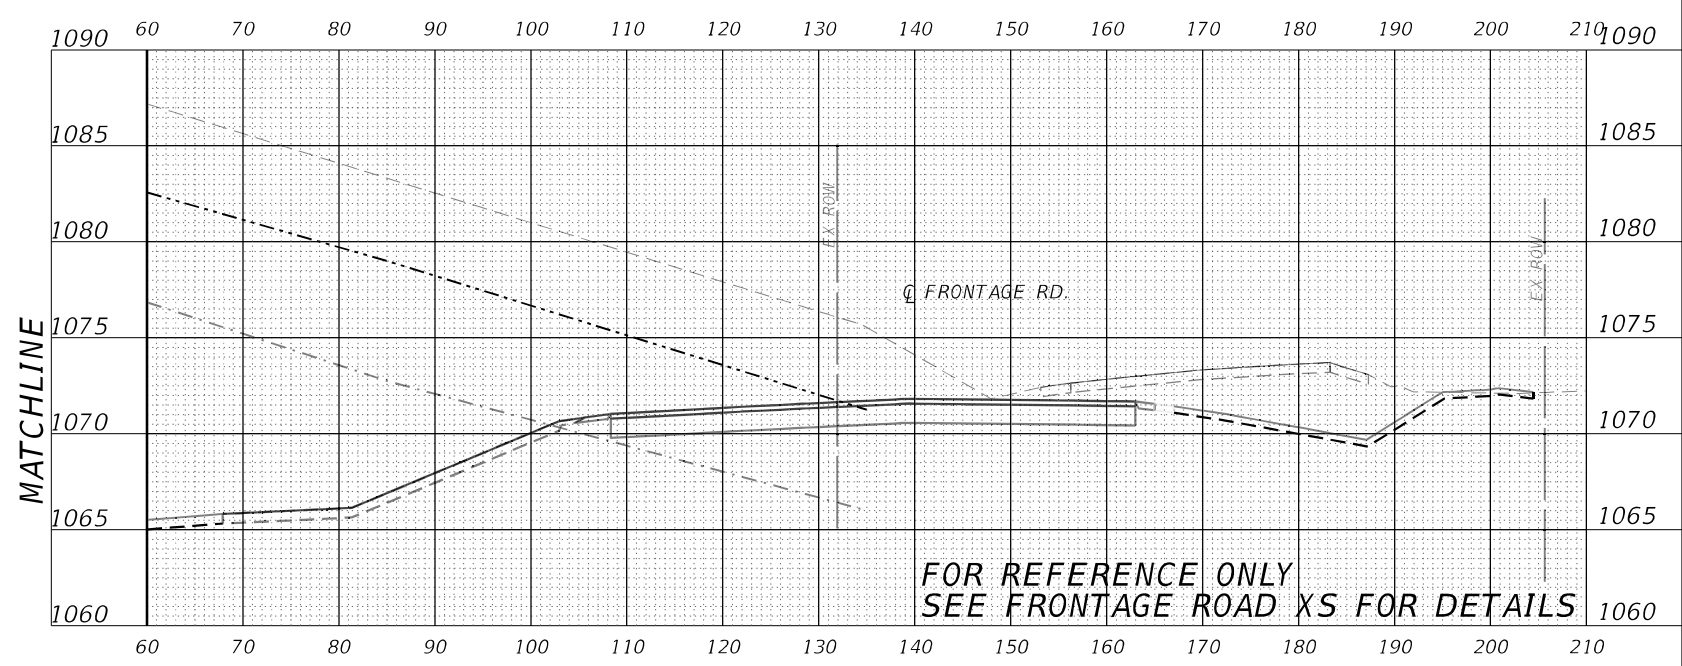 60 70 80 90 100 110 120 130 140 150 160 170 180 190 200 210
1090 1090
1085 1085
1080 1080
1075 1075
1070 1070
1065 1065
1060 1060
MATCHLINE
EX ROW
℄ FRONTAGE RD.
EX ROW
FOR REFERENCE ONLY
SEE FRONTAGE ROAD XS FOR DETAILS
60 70 80 90 100 110 120 130 140 150 160 170 180 190 200 210